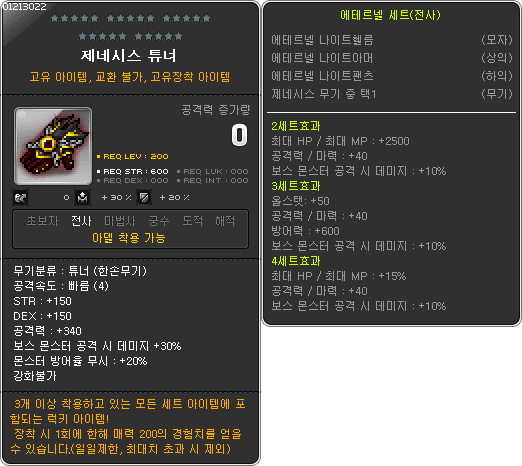 01213022
제네시스 튜너
고유 아이템, 교환 불가, 고유장착 아이템
공격력 증가량
0
REQ LEV : 200
REQ STR : 600 REQ LUK : 000
REQ DEX : 000 REQ INT : 000
0 +30% +20%
초보자 전사 마법사 궁수 도적 해적
아델 착용 가능
무기분류 : 튜너 (한손무기)
공격속도 : 빠름 (4)
STR : +150
DEX : +150
공격력 : +340
보스 몬스터 공격 시 데미지 +30%
몬스터 방어율 무시 : +20%
강화불가
3개 이상 착용하고 있는 모든 세트 아이템에 포
함되는 럭키 아이템!
장착 시 1회에 한해 매력 200의 경험치를 얻을
수 있습니다.(일일제한, 최대치 초과 시 제외)
에테르넬 세트(전사)
에테르넬 나이트헬름 (모자)
에테르넬 나이트아머 (상의)
에테르넬 나이트팬츠 (하의)
제네시스 무기 중 택1 (무기)
2세트효과
최대 HP / 최대 MP : +2500
공격력 / 마력 : +40
보스 몬스터 공격 시 데미지 : +10%
3세트효과
올스탯: +50
공격력 / 마력 : +40
방어력 : +600
보스 몬스터 공격 시 데미지 : +10%
4세트효과
최대 HP / 최대 MP : +15%
공격력 / 마력 : +40
보스 몬스터 공격 시 데미지 : +10%